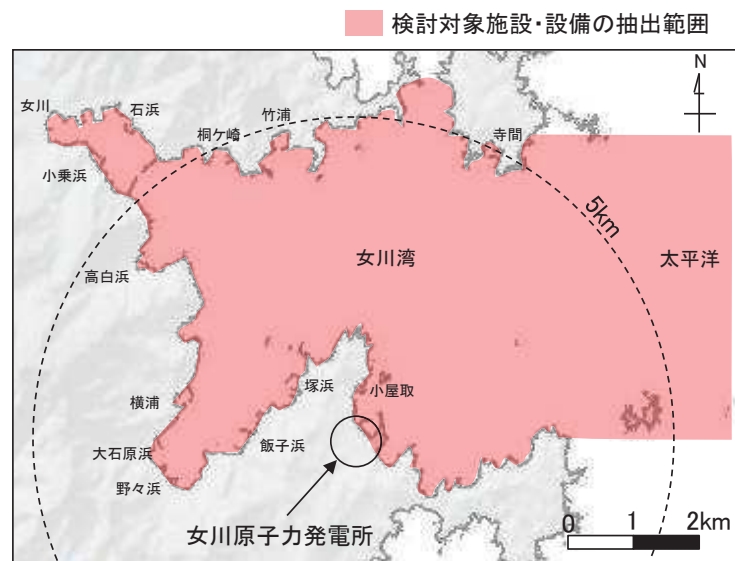 検討対象施設・設備の抽出範囲
N
女川
石浜
竹浦
桐ケ崎
寺間
小乗浜
5km
女川湾
太平洋
高白浜
塚浜
小屋取
横浦
大石原浜
飯子浜
野々浜
女川原子力発電所
0 1 2km